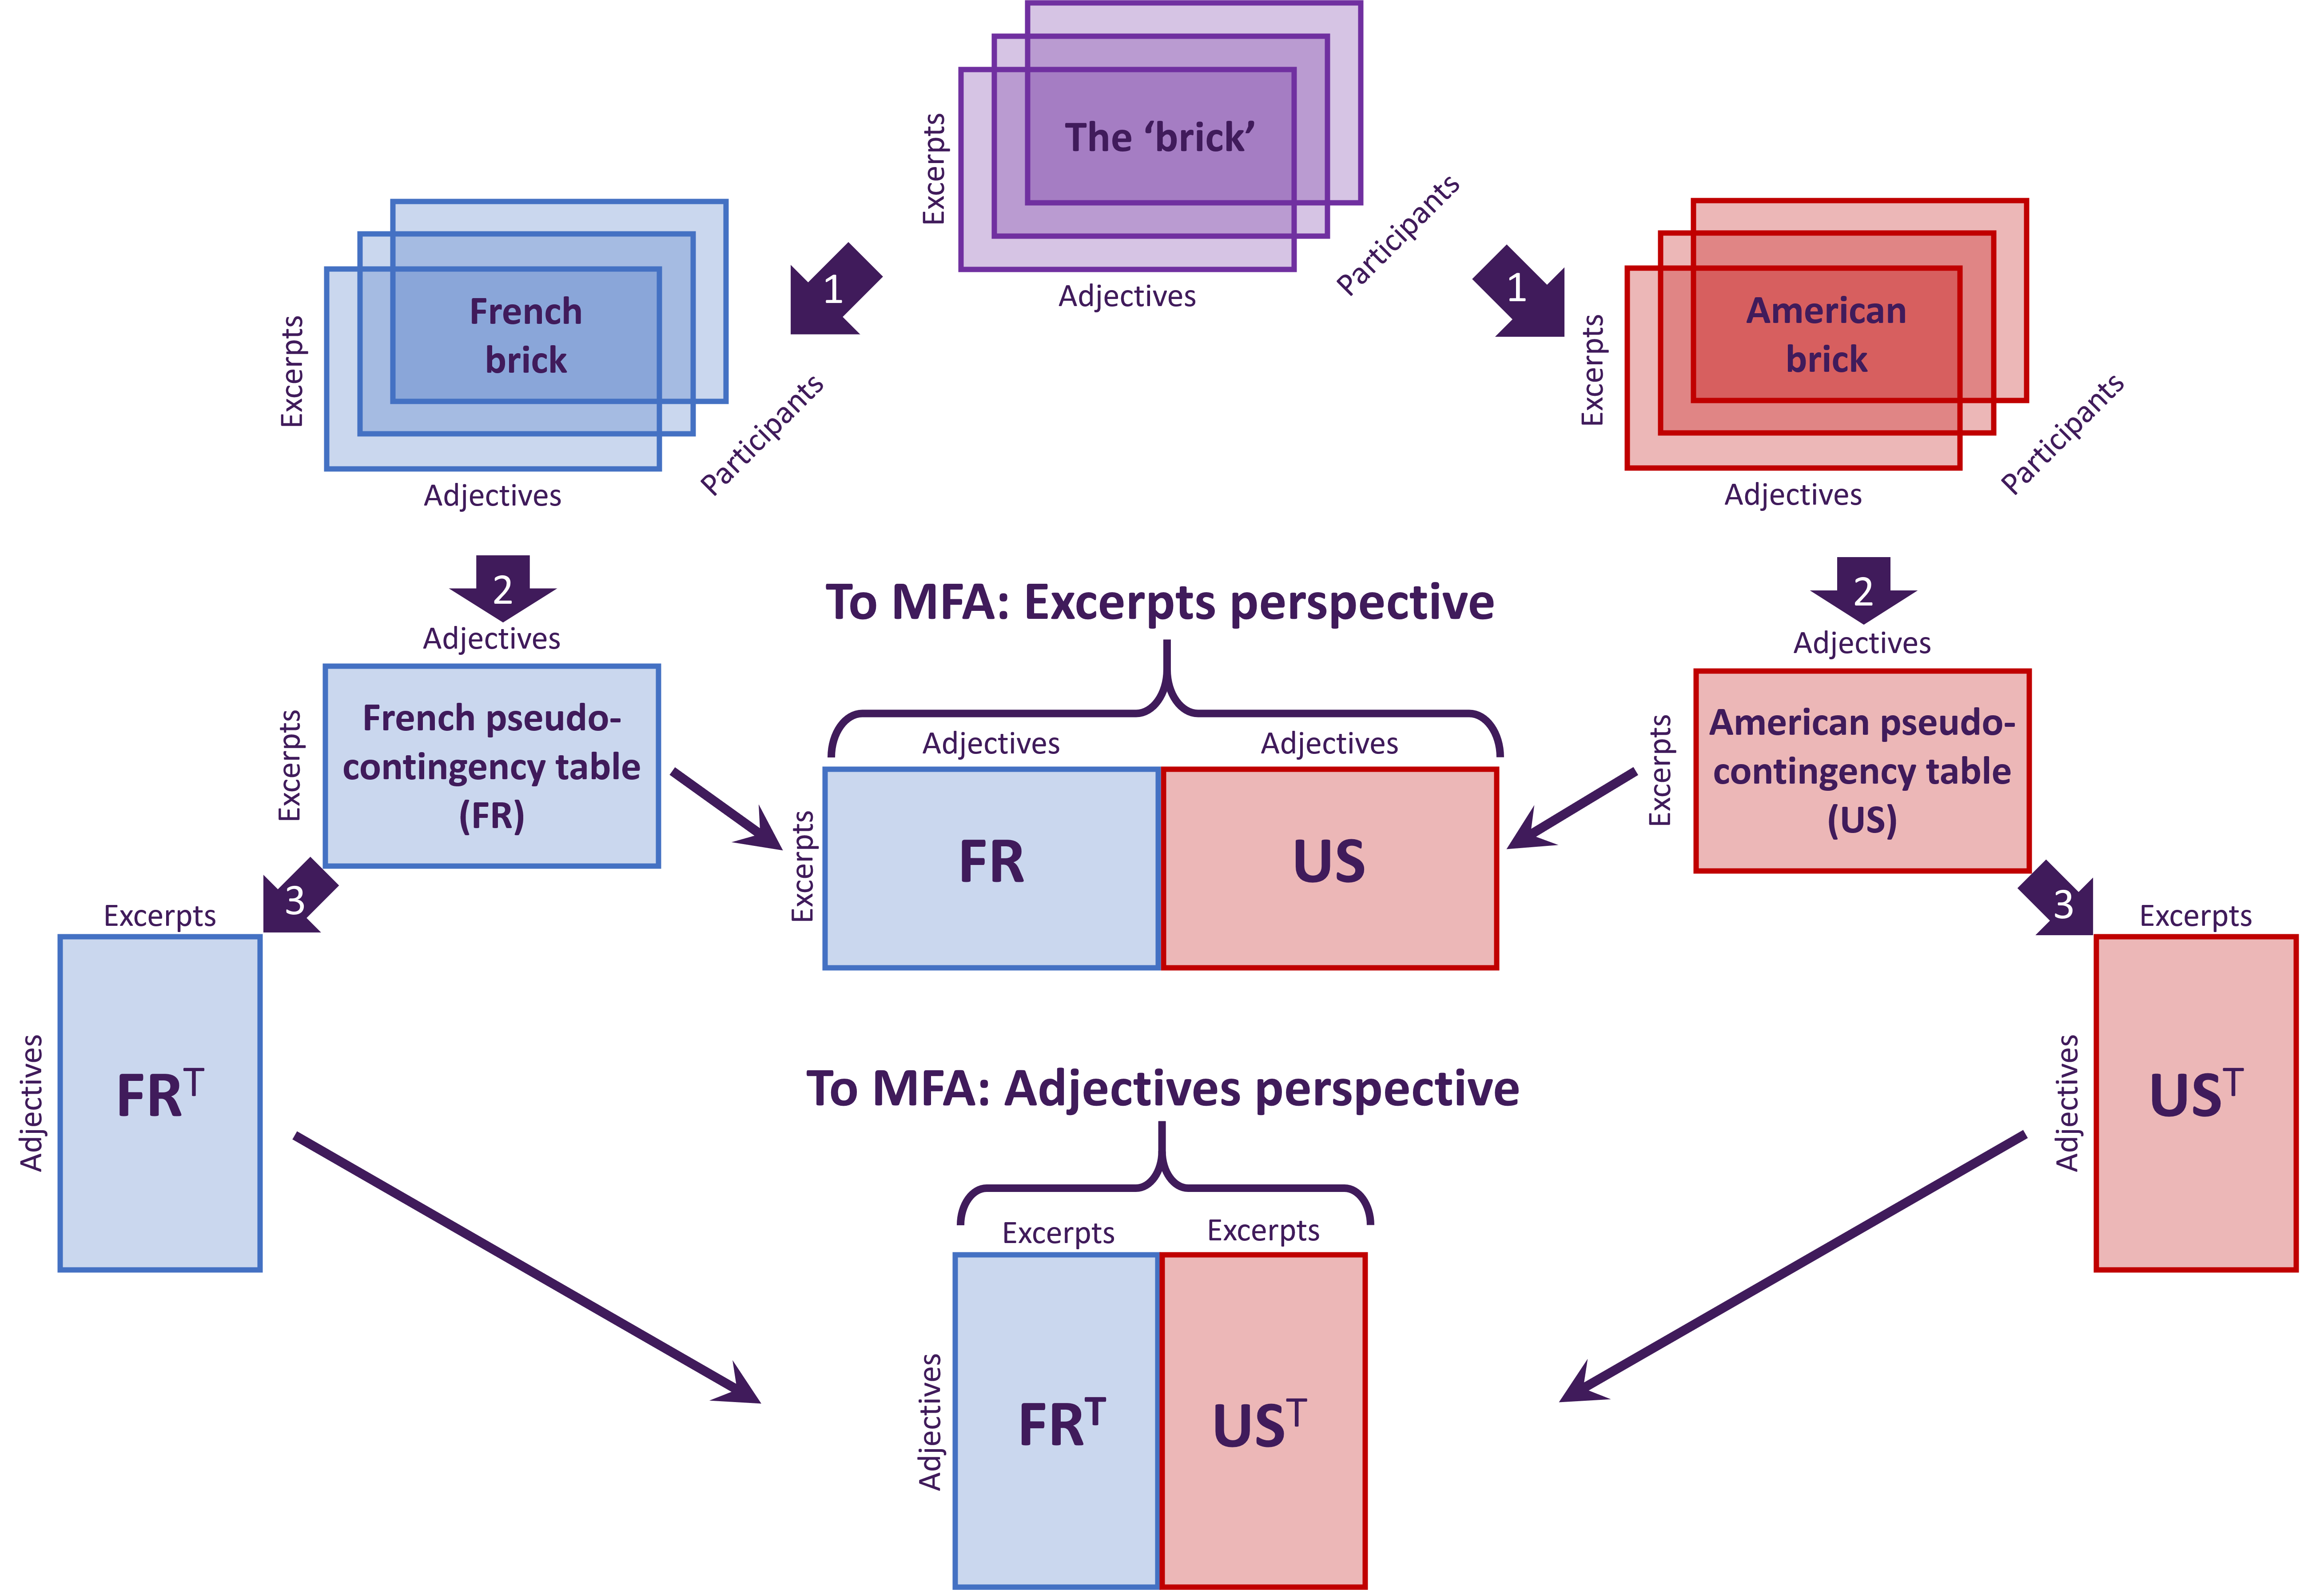 The ‘brick’
Excerpts
Adjectives
Participants
1
1
French
brick
Excerpts
Adjectives
Participants
American
brick
Excerpts
Adjectives
Participants
2
2
Adjectives
Excerpts
French pseudo-
contingency table
(FR)
To MFA: Excerpts perspective
Adjectives
Adjectives
Excerpts
FR
US
Adjectives
Excerpts
American pseudo-
contingency table
(US)
3
3
Excerpts
Adjectives
FRᵀ
Excerpts
Adjectives
USᵀ
To MFA: Adjectives perspective
Excerpts
Excerpts
Adjectives
FRᵀ
USᵀ